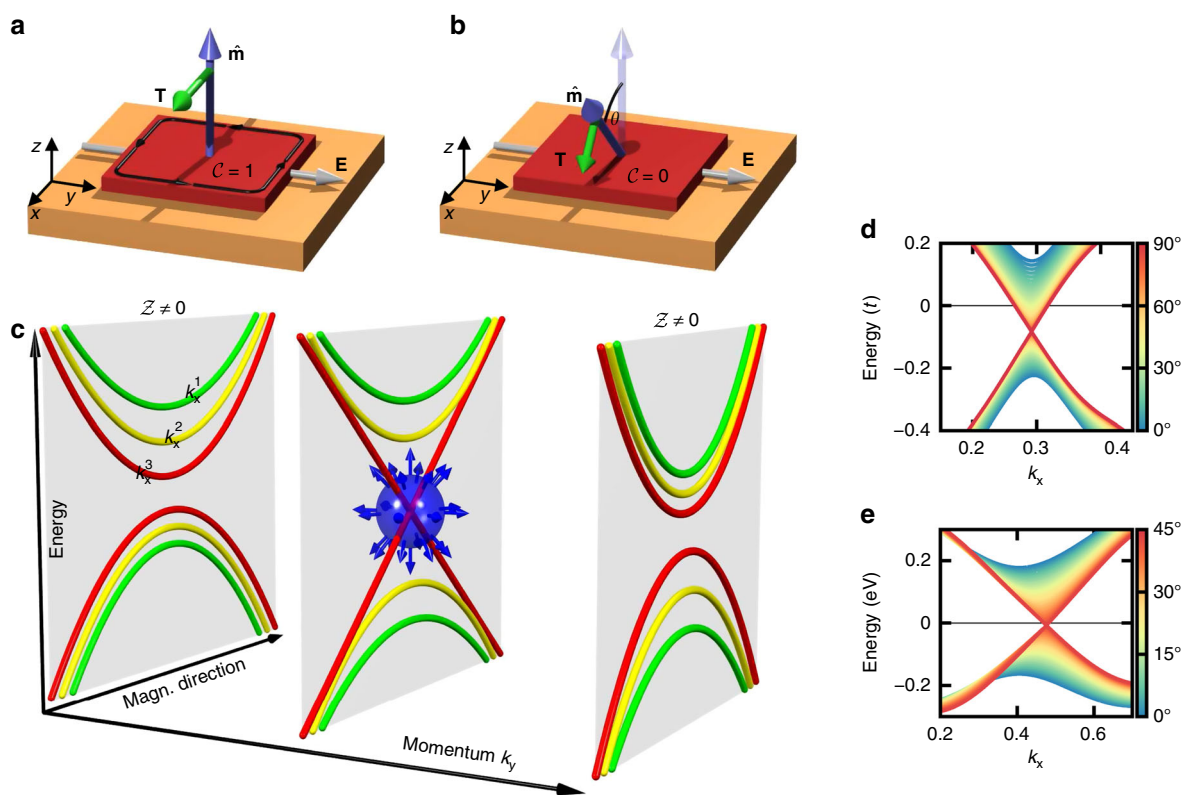 a
m̂
T
z
y
x
𝒞 = 1
E
b
m̂
θ
T
z
y
x
𝒞 = 0
E
c
𝒵 ≠ 0
𝒵 ≠ 0
k_x^1
k_x^2
k_x^3
Energy
Magn. direction
Momentum k_y
d
0.2
0
−0.2
−0.4
Energy (t)
0.2
0.3
0.4
k_x
90°
60°
30°
0°
e
0.2
0
−0.2
Energy (eV)
0.2
0.4
0.6
k_x
45°
30°
15°
0°